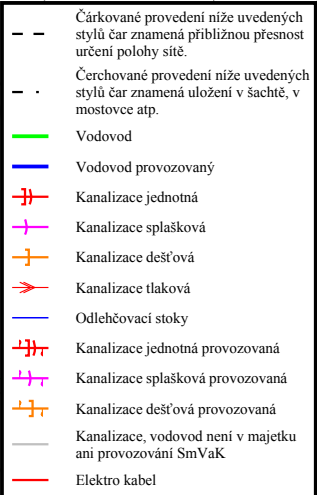 Čárkované provedení níže uvedených
stylů čar znamená přibližnou přesnost
určení polohy sítě.
Čerchované provedení níže uvedených
stylů čar znamená uložení v šachtě, v
mostovce atp.
Vodovod
Vodovod provozovaný
Kanalizace jednotná
Kanalizace splašková
Kanalizace dešťová
Kanalizace tlaková
Odlehčovací stoky
Kanalizace jednotná provozovaná
Kanalizace splašková provozovaná
Kanalizace dešťová provozovaná
Kanalizace, vodovod není v majetku
ani provozování SmVaK
Elektro kabel